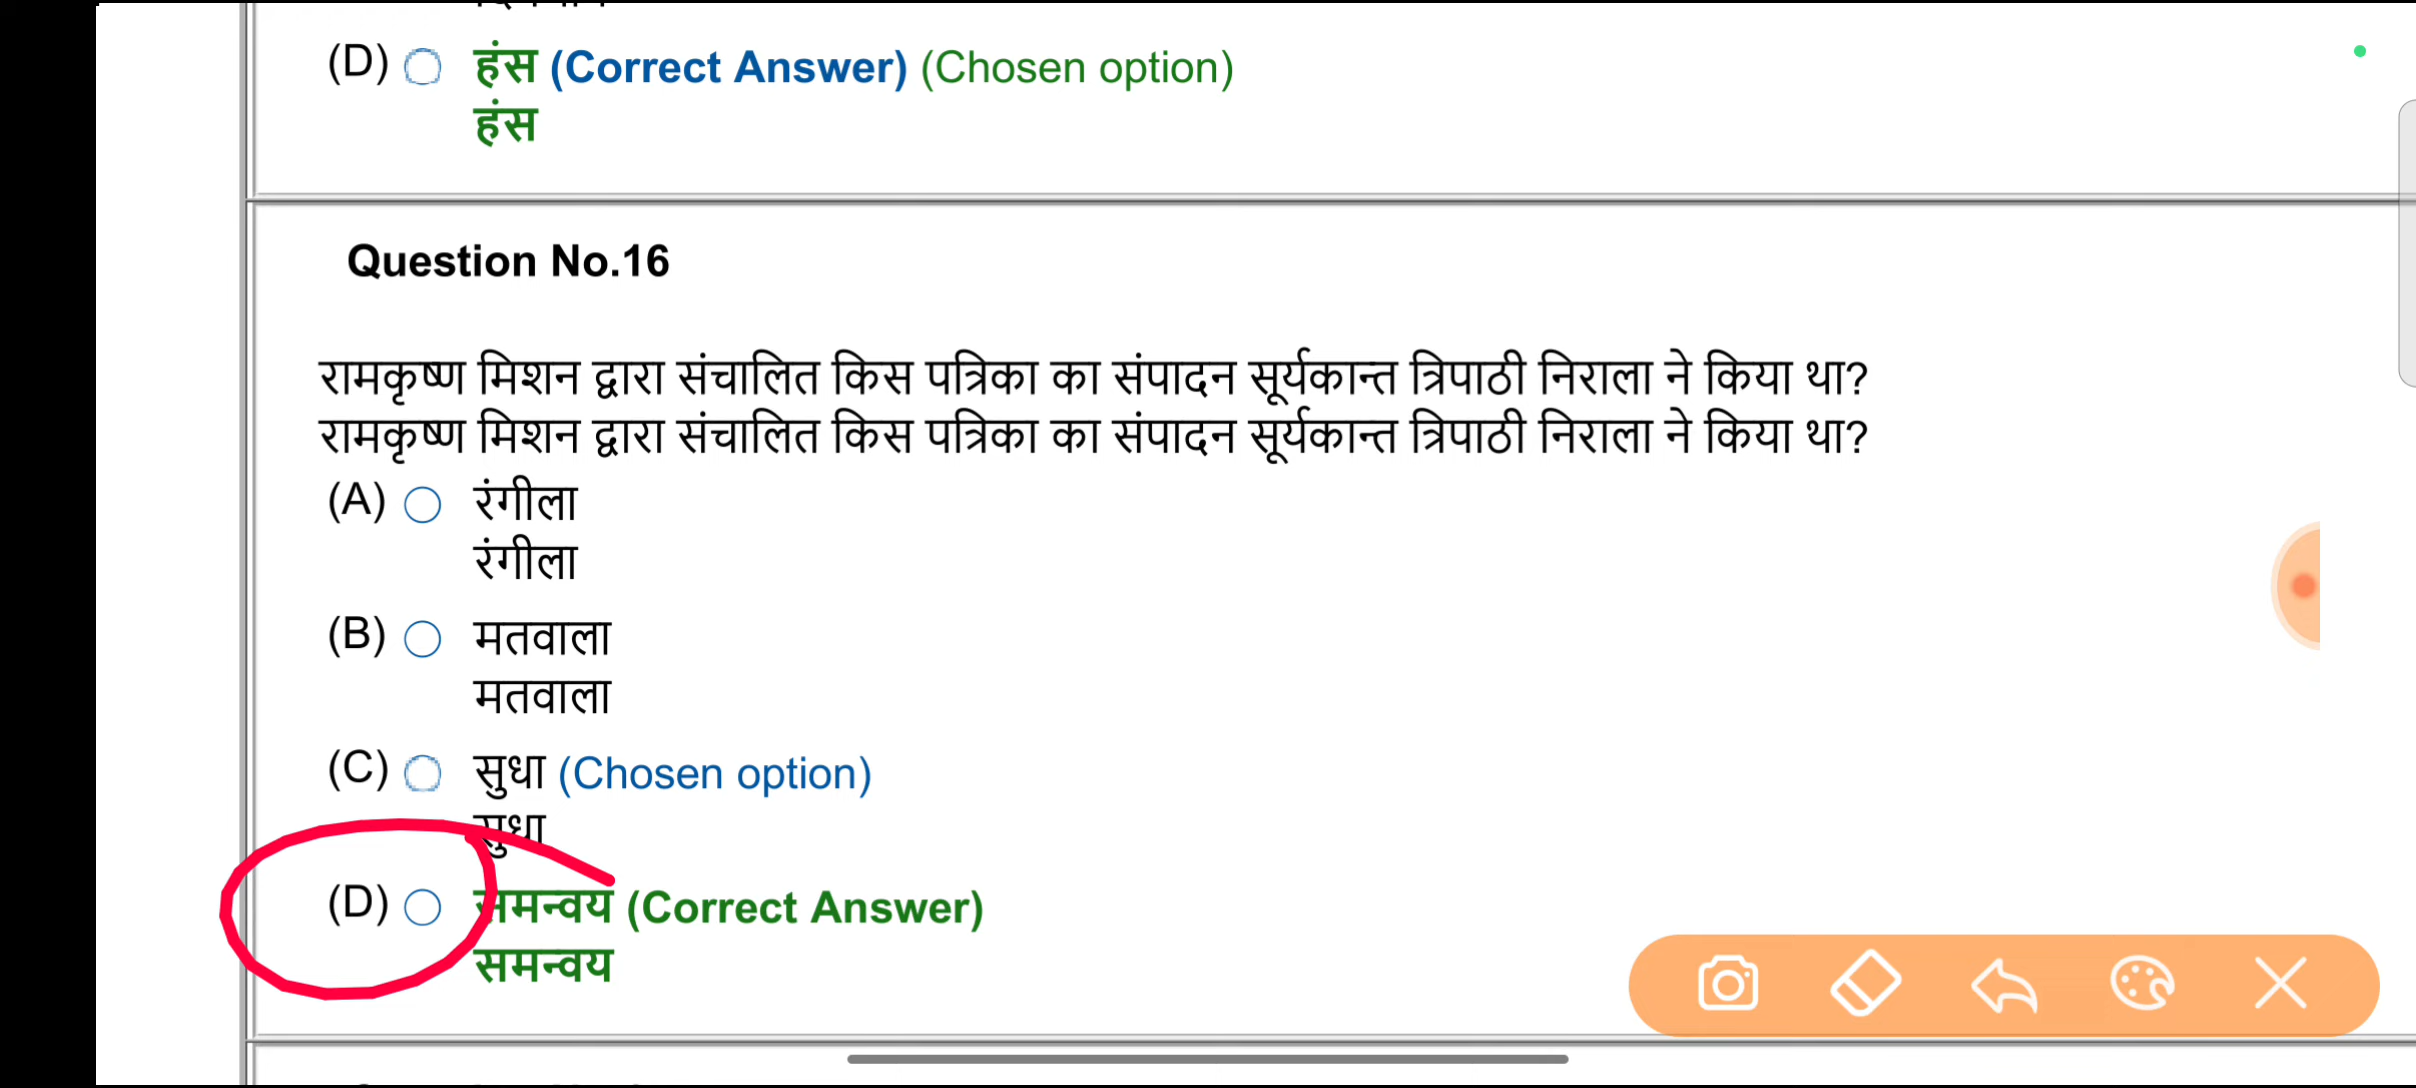 (D) हंस (Correct Answer) (Chosen option)
हंस
Question No.16
रामकृष्ण मिशन द्वारा संचालित किस पत्रिका का संपादन सूर्यकान्त त्रिपाठी निराला ने किया था?
रामकृष्ण मिशन द्वारा संचालित किस पत्रिका का संपादन सूर्यकान्त त्रिपाठी निराला ने किया था?
(A) रंगीला
रंगीला
(B) मतवाला
मतवाला
(C) सुधा (Chosen option)
सुधा
(D) समन्वय (Correct Answer)
समन्वय